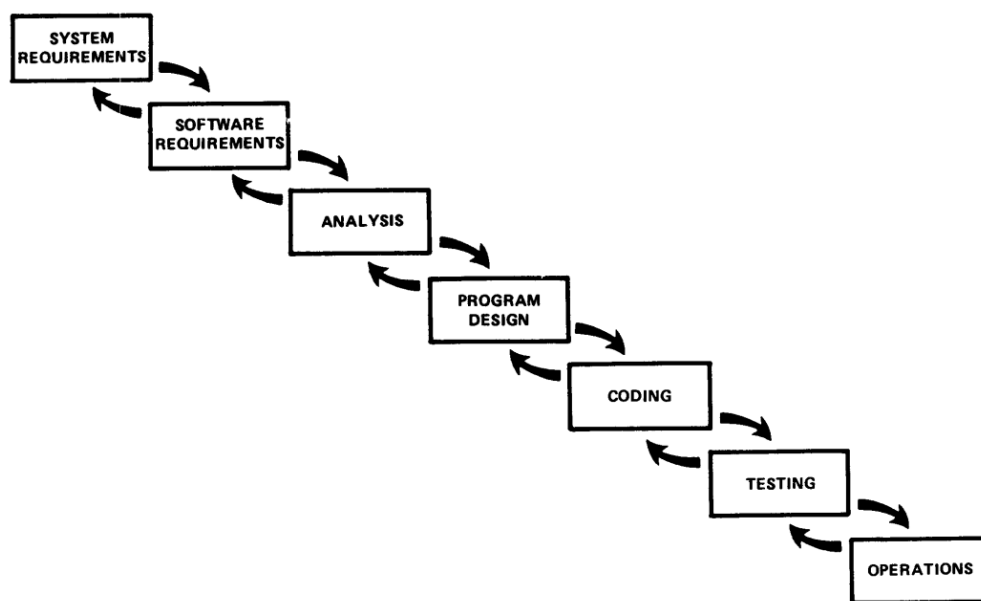 SYSTEM
REQUIREMENTS
SOFTWARE
REQUIREMENTS
ANALYSIS
PROGRAM
DESIGN
CODING
TESTING
OPERATIONS